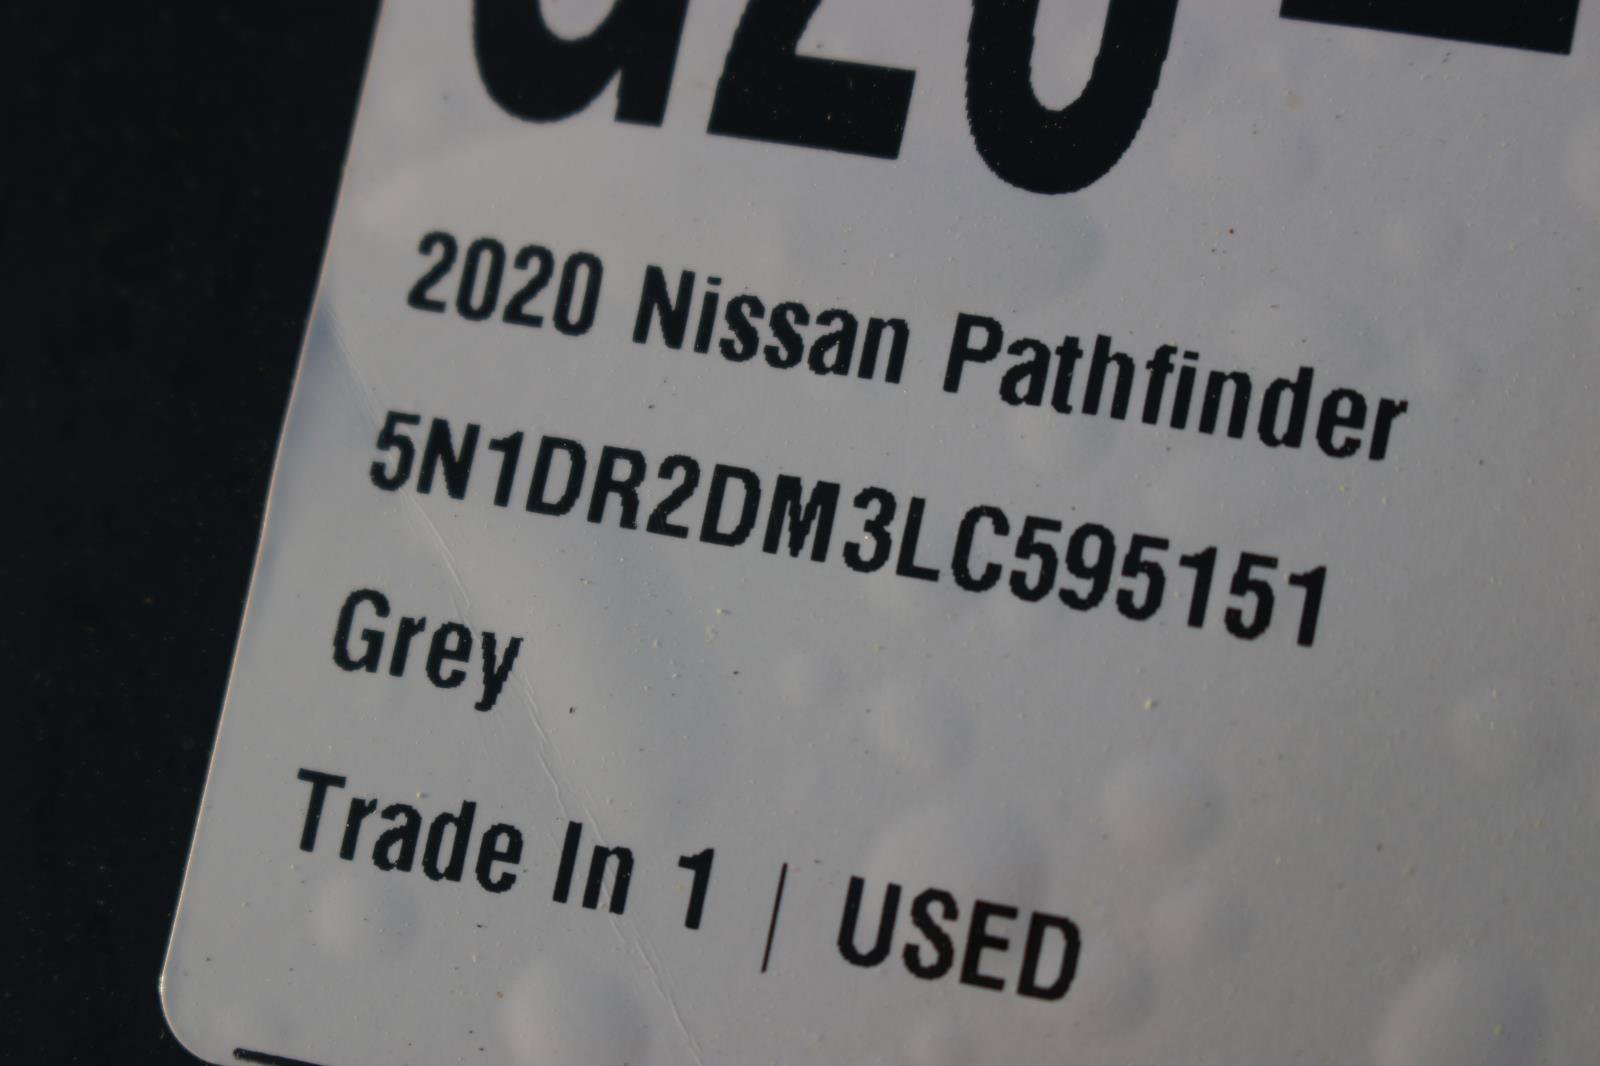 2020 Nissan Pathfinder
5N1DR2DM3LC595151
Grey
Trade In 1 | USED